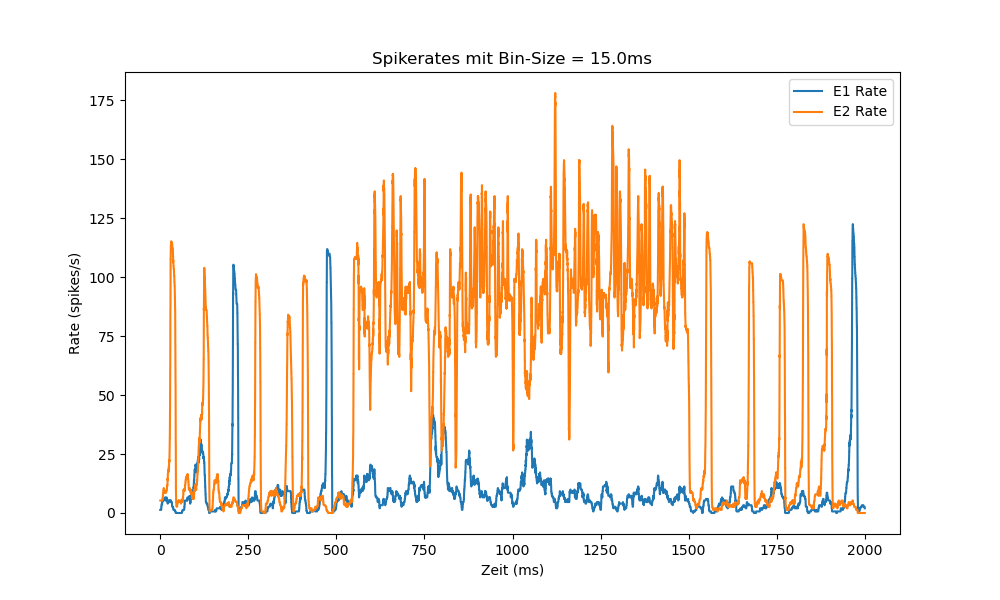 Spikerates mit Bin-Size = 15.0ms
E1 Rate
E2 Rate
175
150
125
100
75
50
25
0
Rate (spikes/s)
0 250 500 750 1000 1250 1500 1750 2000
Zeit (ms)